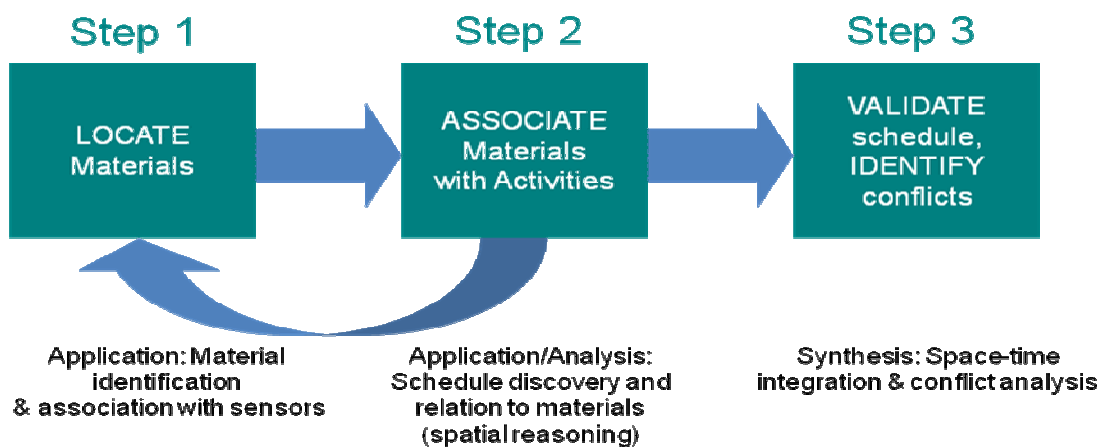 Step 1
LOCATE
Materials
Application: Material
identification
& association with sensors
Step 2
ASSOCIATE
Materials
with Activities
Application/Analysis:
Schedule discovery and
relation to materials
(spatial reasoning)
Step 3
VALIDATE
schedule,
IDENTIFY
conflicts
Synthesis: Space-time
integration & conflict analysis